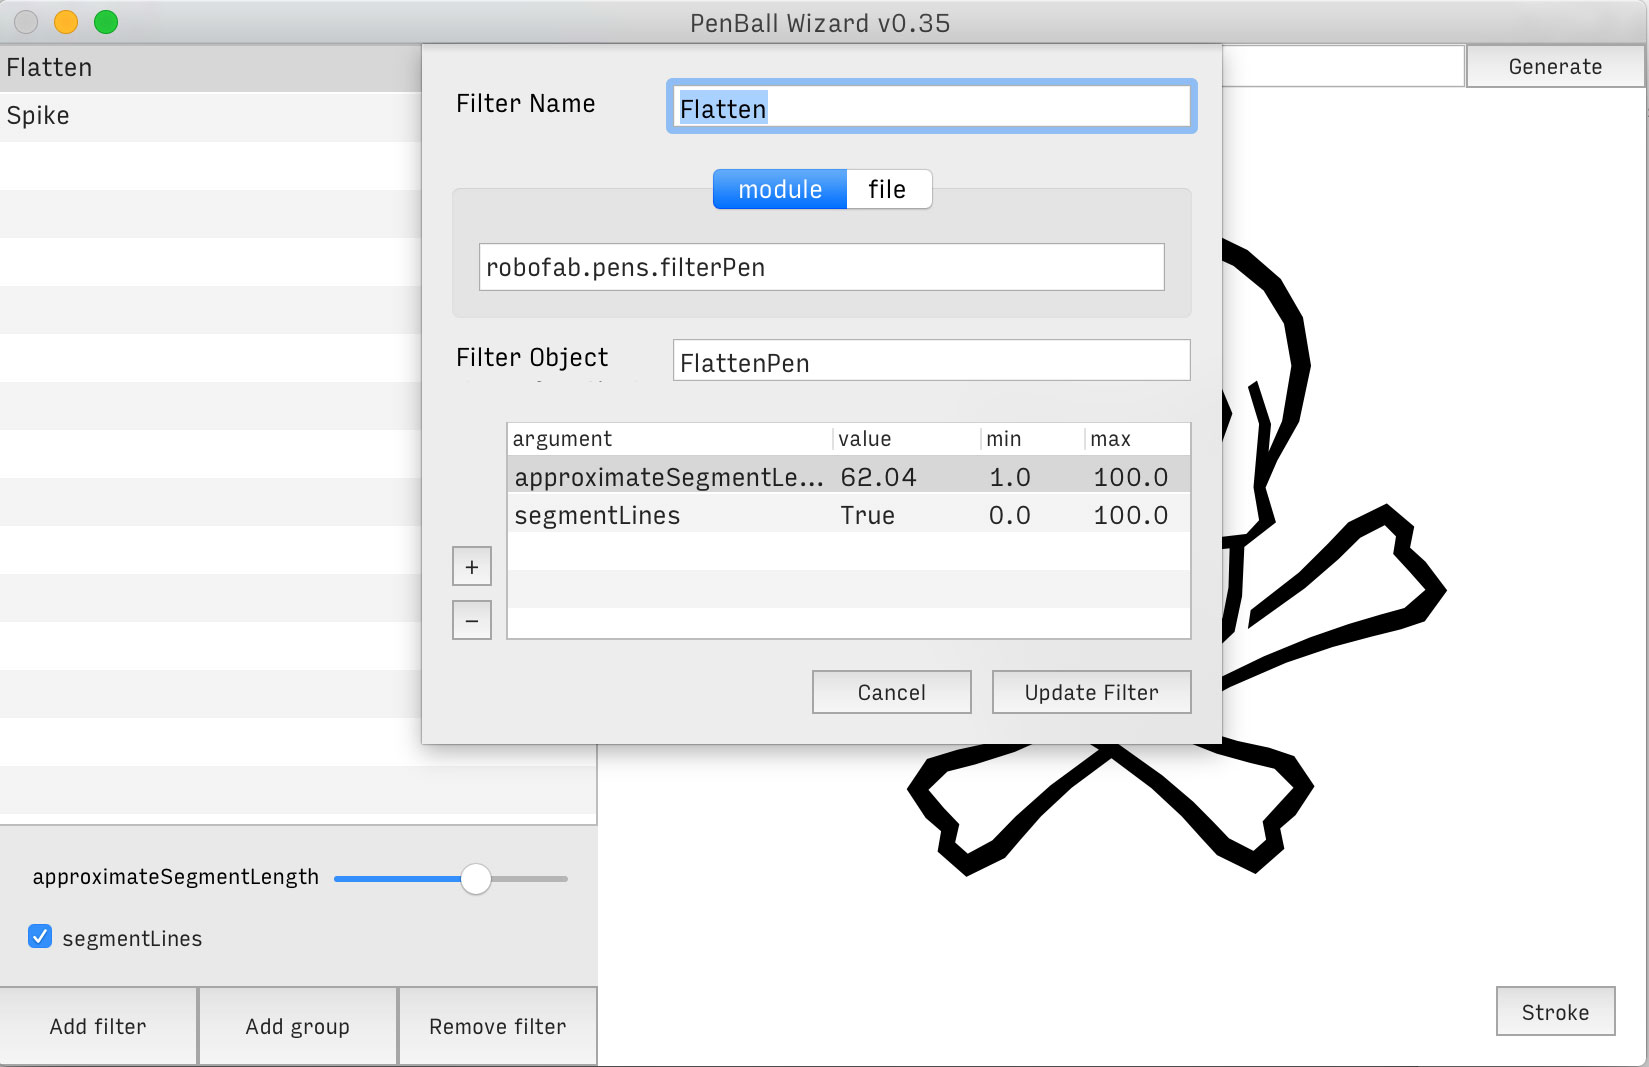 PenBall Wizard v0.35
Flatten
Spike
Generate
Filter Name
Flatten
module
file
robofab.pens.filterPen
Filter Object
FlattenPen
argument value min max
approximateSegmentLe... 62.04 1.0 100.0
segmentLines True 0.0 100.0
+
−
Cancel
Update Filter
approximateSegmentLength
segmentLines
Add filter
Add group
Remove filter
Stroke